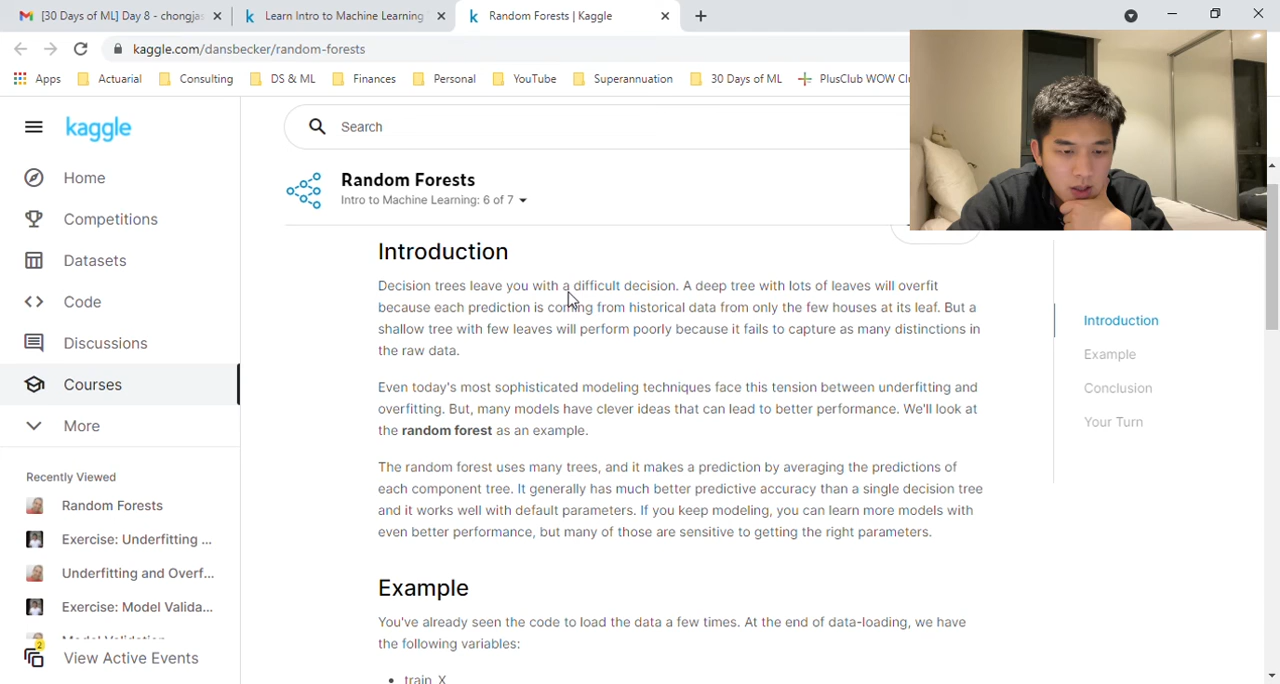 [30 Days of ML] Day 8 - chongjas
Learn Intro to Machine Learning
Random Forests | Kaggle
kaggle.com/dansbecker/random-forests
Apps
Actuarial
Consulting
DS & ML
Finances
Personal
YouTube
Superannuation
30 Days of ML
PlusClub WOW Clu
kaggle
Search
Home
Competitions
Datasets
Code
Discussions
Courses
More
Recently Viewed
Random Forests
Exercise: Underfitting ...
Underfitting and Overf...
Exercise: Model Valida...
Model Validation
2
View Active Events
Random Forests
Intro to Machine Learning: 6 of 7
Introduction
Decision trees leave you with a difficult decision. A deep tree with lots of leaves will overfit
because each prediction is coming from historical data from only the few houses at its leaf. But a
shallow tree with few leaves will perform poorly because it fails to capture as many distinctions in
the raw data.
Even today's most sophisticated modeling techniques face this tension between underfitting and
overfitting. But, many models have clever ideas that can lead to better performance. We'll look at
the random forest as an example.
The random forest uses many trees, and it makes a prediction by averaging the predictions of
each component tree. It generally has much better predictive accuracy than a single decision tree
and it works well with default parameters. If you keep modeling, you can learn more models with
even better performance, but many of those are sensitive to getting the right parameters.
Example
You've already seen the code to load the data a few times. At the end of data-loading, we have
the following variables:
train_X
Introduction
Example
Conclusion
Your Turn